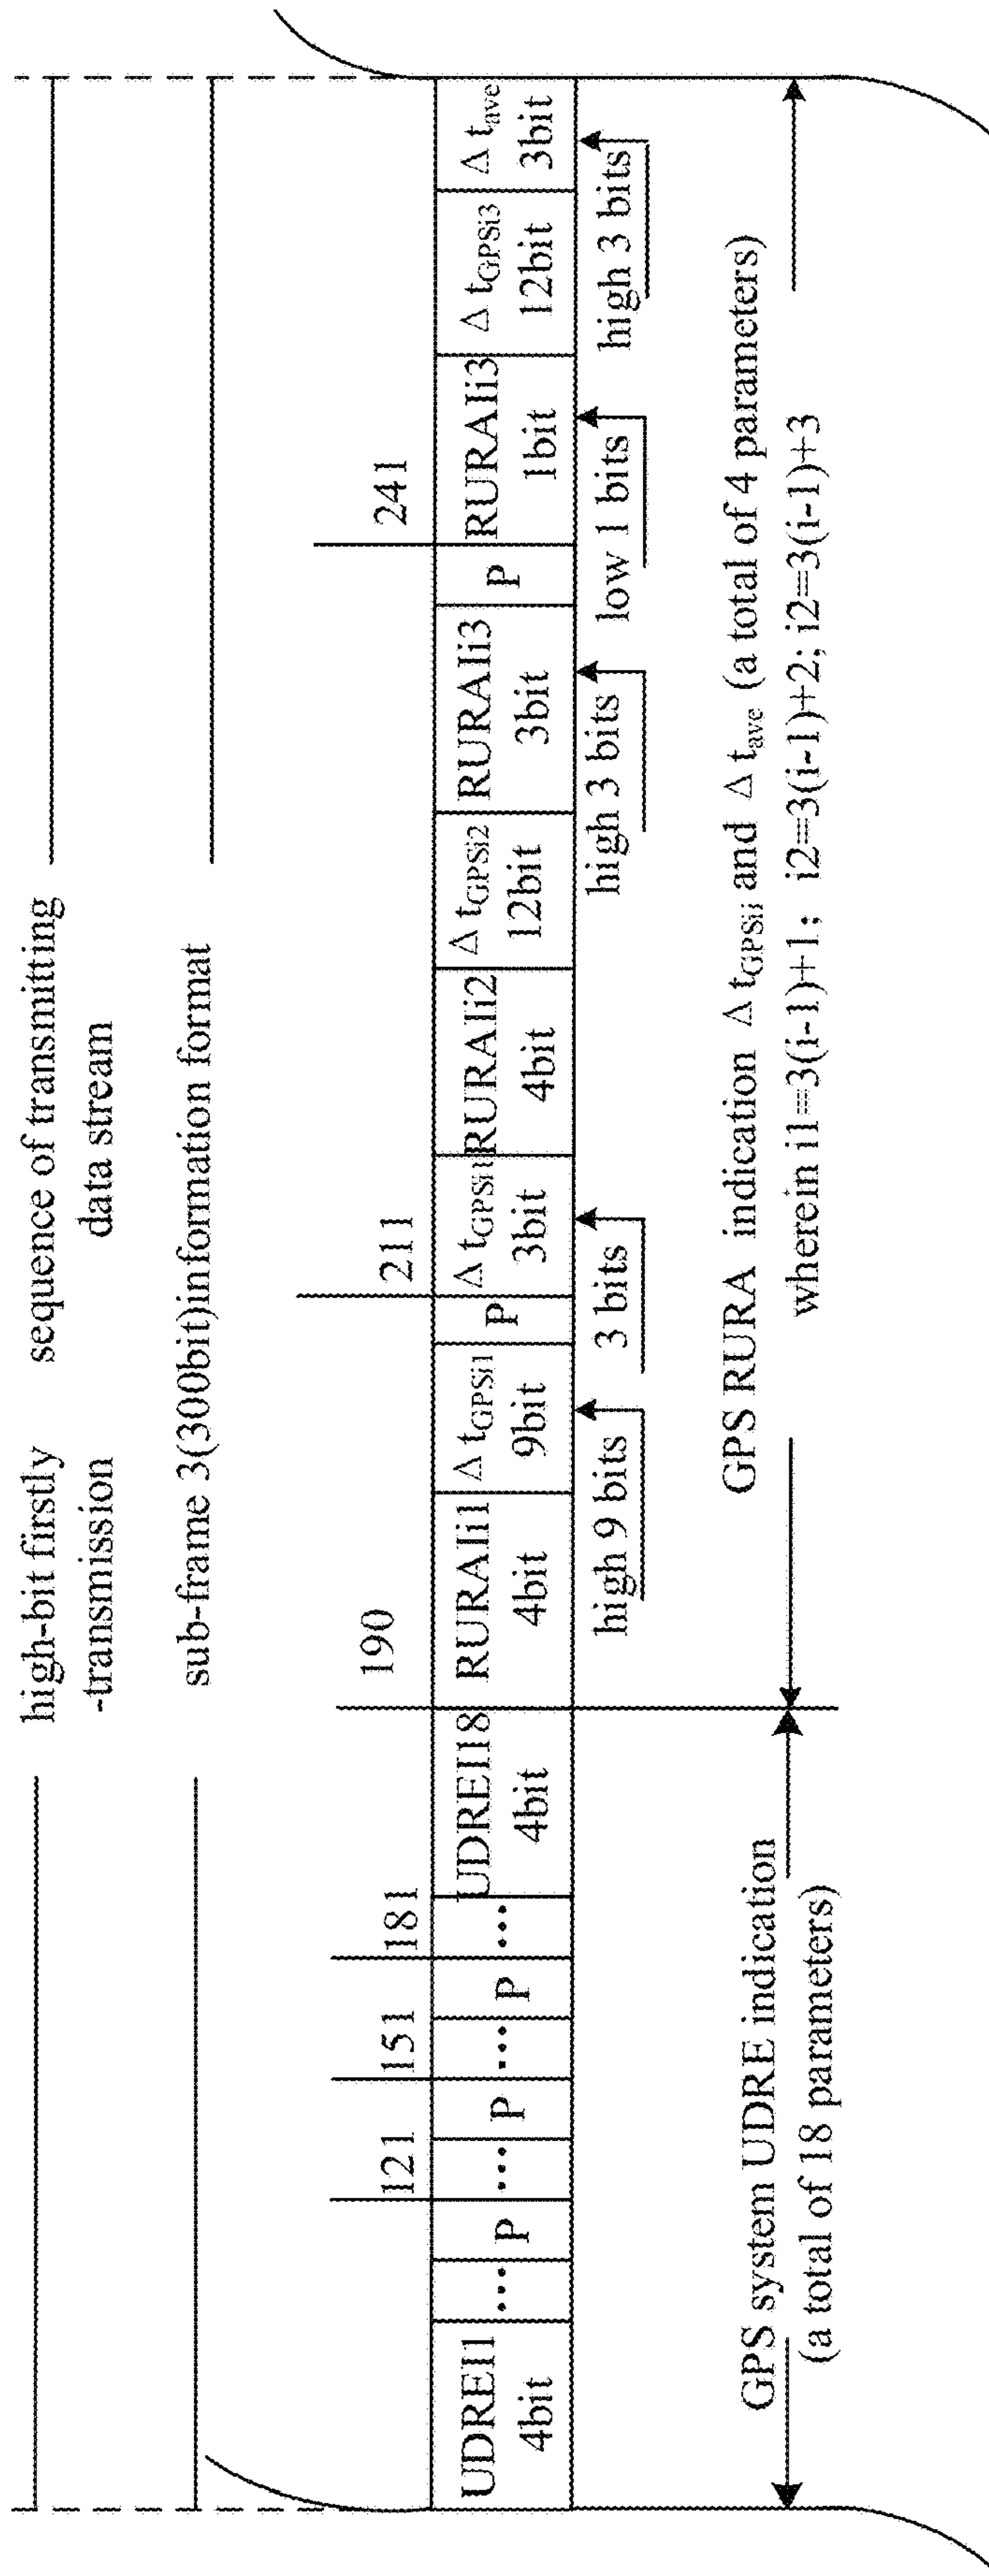 high-bit firstly sequence of transmitting
-transmission data stream
sub-frame 3(300bit)information format
121 151 181 190 211 241
UDREI1
4bit
...
P
...
P
...
P
...
UDREI18
4bit
RURAIi1
4bit
Δ tGPSi1
9bit
P
Δ tGPSi1
3bit
RURAIi2
4bit
Δ tGPSi2
12bit
RURAIi3
3bit
P
RURAIi3
1bit
Δ tGPSi3
12bit
Δ tave
3bit
high 9 bits
3 bits
high 3 bits
low 1 bits
high 3 bits
GPS system UDRE indication
(a total of 18 parameters)
GPS RURA indication Δ tGPSij and Δ tave (a total of 4 parameters)
wherein i1=3(i-1)+1; i2=3(i-1)+2; i2=3(i-1)+3